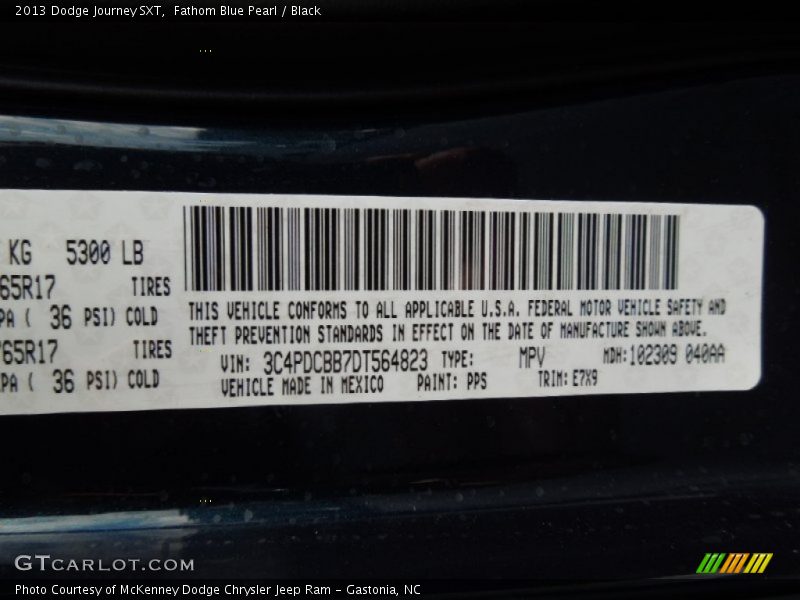 2013 Dodge Journey SXT,  Fathom Blue Pearl / Black
KG 5300 LB
65R17 TIRES
PA ( 36 PSI) COLD
/65R17 TIRES
PA ( 36 PSI) COLD
THIS VEHICLE CONFORMS TO ALL APPLICABLE U.S.A. FEDERAL MOTOR VEHICLE SAFETY AND
THEFT PREVENTION STANDARDS IN EFFECT ON THE DATE OF MANUFACTURE SHOWN ABOVE.
VIN: 3C4PDCBB7DT564823 TYPE: MPV MDH: 102309 040AA
VEHICLE MADE IN MEXICO PAINT: PPS TRIM: E7X9
GTCARLOT.COM
Photo Courtesy of McKenney Dodge Chrysler Jeep Ram - Gastonia, NC